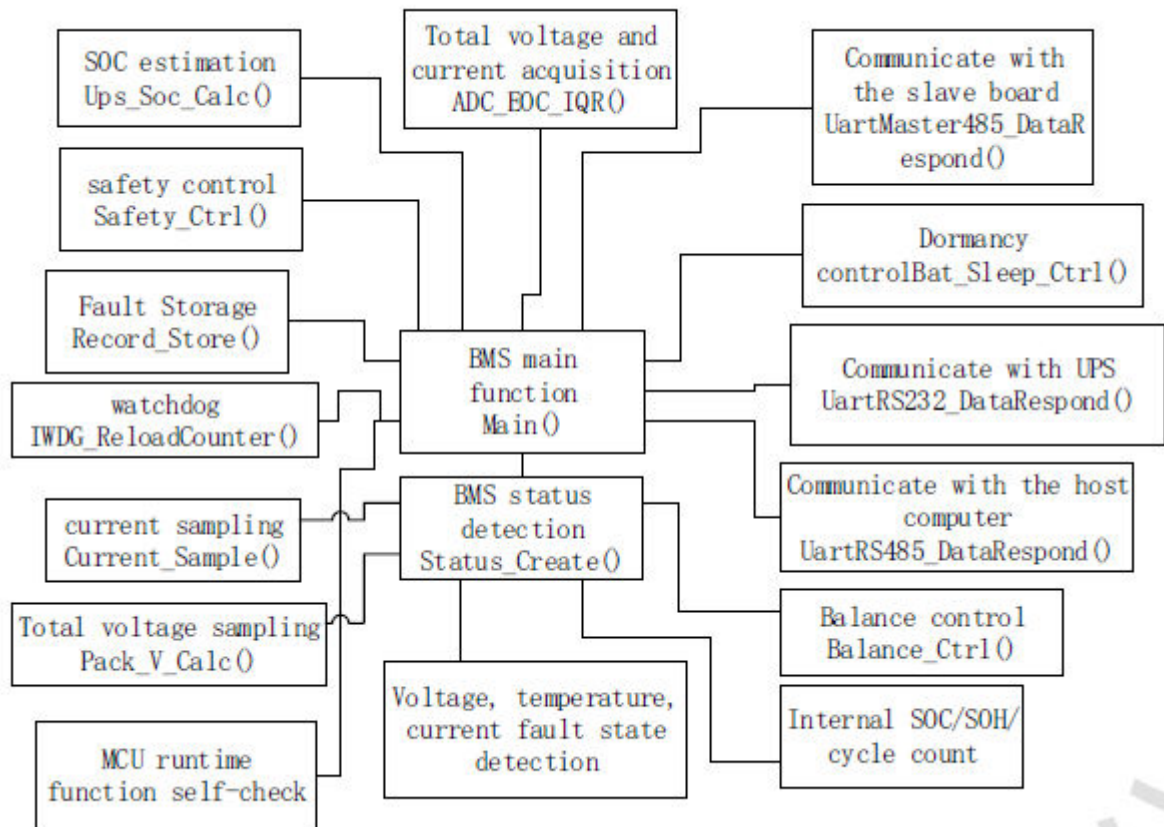 SOC estimation
Ups_Soc_Calc()
Total voltage and
current acquisition
ADC_EOC_IQR()
Communicate with
the slave board
UartMaster485_DataR
espond()
safety control
Safety_Ctrl()
Dormancy
controlBat_Sleep_Ctrl()
Fault Storage
Record_Store()
BMS main
function
Main()
Communicate with UPS
UartRS232_DataRespond()
watchdog
IWDG_ReloadCounter()
BMS status
detection
Status_Create()
Communicate with the host
computer
UartRS485_DataRespond()
current sampling
Current_Sample()
Total voltage sampling
Pack_V_Calc()
Balance control
Balance_Ctrl()
Voltage, temperature,
current fault state
detection
Internal SOC/SOH/
cycle count
MCU runtime
function self-check